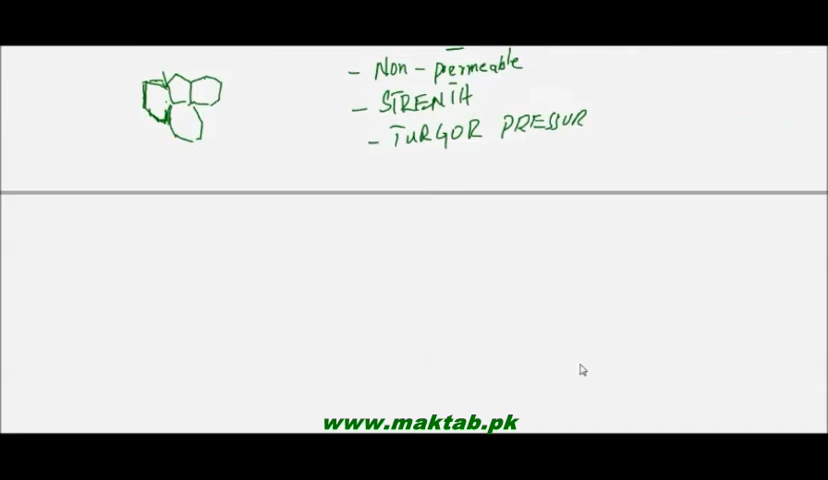 - Non - permeable
- STRENTH
- TURGOR PRESSUR
www.maktab.pk